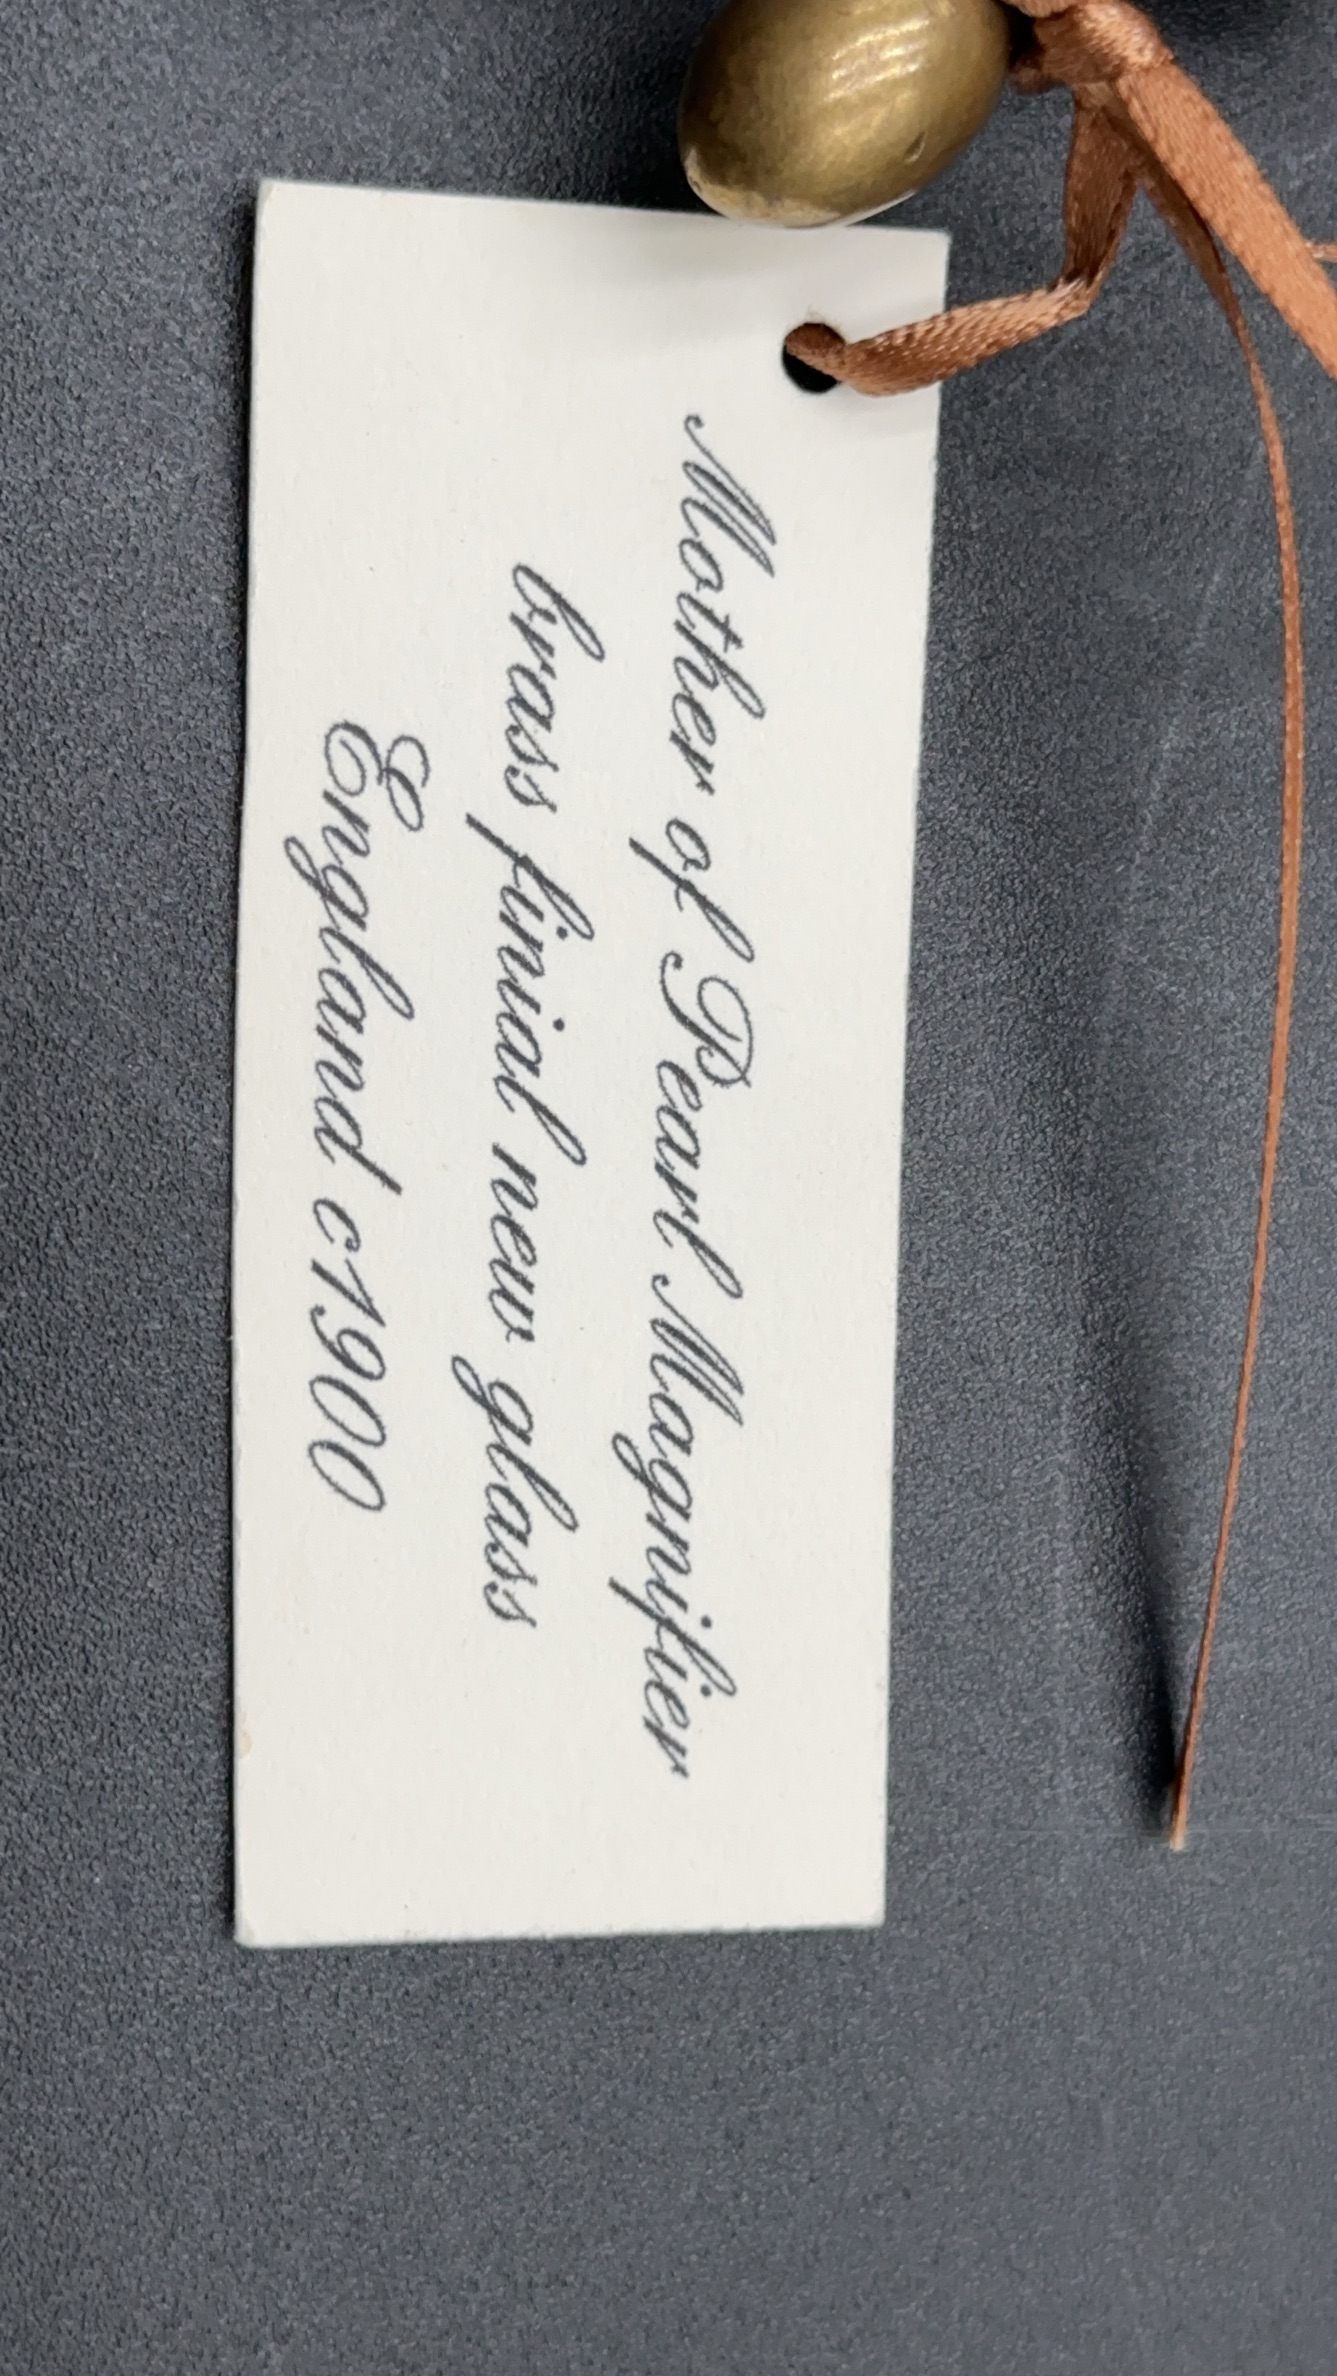 Mother of Pearl Magnifier
brass finial new glass
England c1900